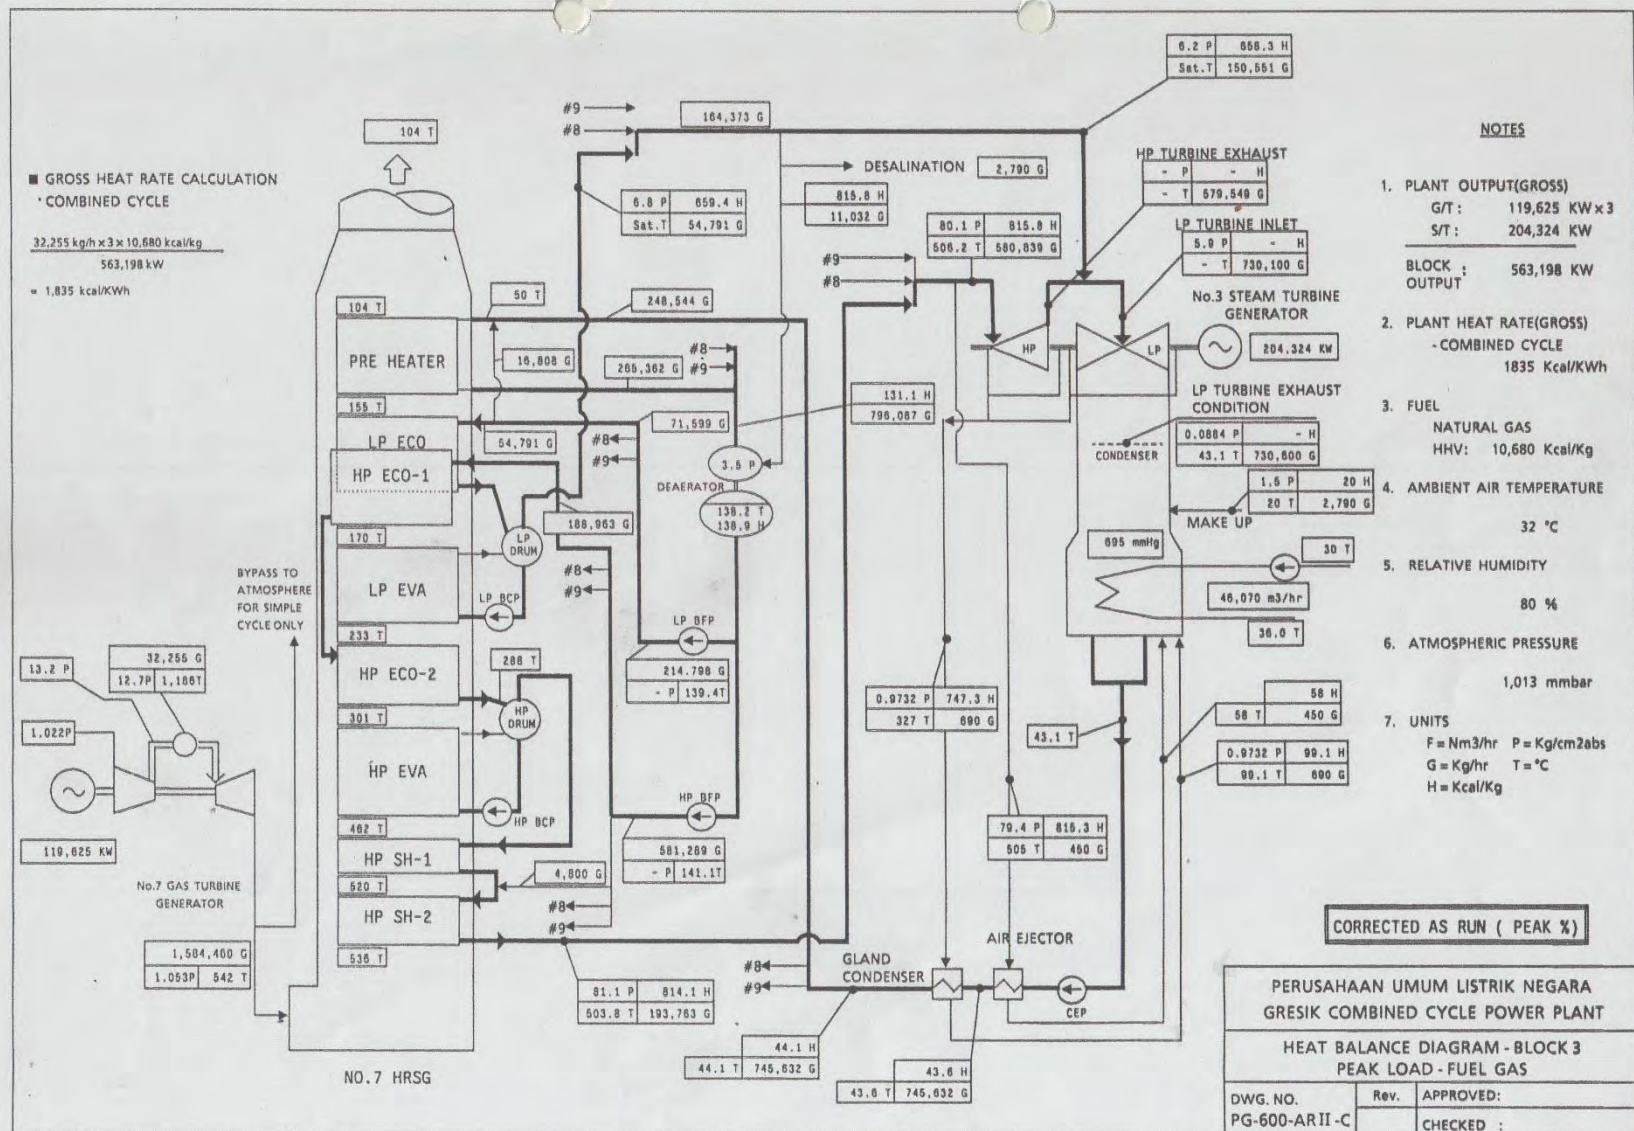 104 T
■ GROSS HEAT RATE CALCULATION
· COMBINED CYCLE
32,255 kg/h x 3 x 10,680 kcal/kg
563,198 kW
= 1,835 kcal/KWh
#9
#8
164,373 G
6.2 P 656.3 H
Sat.T 150,551 G
DESALINATION 2,790 G
815.8 H
11,032 G
6.8 P 659.4 H
Sat.T 54,791 G
80.1 P 815.8 H
506.2 T 580,839 G
HP TURBINE EXHAUST
- P - H
- T 579,549 G
LP TURBINE INLET
5.9 P - H
- T 730,100 G
#9
#8
No.3 STEAM TURBINE
GENERATOR
204,324 KW
HP
LP
50 T
248,544 G
104 T
PRE HEATER
16,808 G
265,362 G
#8
#9
155 T
LP ECO
54,791 G
71,599 G
#8
#9
131.1 H
796,087 G
3.5 P
DEAERATOR
138.2 T
138.9 H
LP TURBINE EXHAUST
CONDITION
0.0884 P - H
43.1 T 730,600 G
CONDENSER
1.5 P 20 H
20 T 2,790 G
MAKE UP
695 mmHg
30 T
46,070 m3/hr
36.0 T
HP ECO-1
188,963 G
#8
#9
LP
DRUM
170 T
LP EVA
LP BCP
BYPASS TO
ATMOSPHERE
FOR SIMPLE
CYCLE ONLY
233 T
HP ECO-2
288 T
HP
DRUM
LP BFP
214.798 G
- P 139.4T
301 T
HP EVA
HP BCP
HP BFP
581,289 G
- P 141.1T
462 T
HP SH-1
520 T
4,800 G
HP SH-2
#8
#9
536 T
13.2 P
32,255 G
12.7P 1,166T
1.022P
119,625 KW
No.7 GAS TURBINE
GENERATOR
1,584,460 G
1.053P 542 T
NO.7 HRSG
81.1 P 814.1 H
503.8 T 193,763 G
0.9732 P 747.3 H
327 T 690 G
43.1 T
58 H
58 T 450 G
0.9732 P 99.1 H
99.1 T 690 G
79.4 P 815.3 H
505 T 450 G
#8
#9
GLAND
CONDENSER
AIR EJECTOR
CEP
44.1 H
44.1 T 745,632 G
43.6 H
43.6 T 745,632 G
NOTES
1. PLANT OUTPUT(GROSS)
G/T : 119,625 KW x 3
S/T : 204,324 KW
BLOCK : 563,198 KW
OUTPUT
2. PLANT HEAT RATE(GROSS)
- COMBINED CYCLE
1835 Kcal/KWh
3. FUEL
NATURAL GAS
HHV: 10,680 Kcal/Kg
4. AMBIENT AIR TEMPERATURE
32 °C
5. RELATIVE HUMIDITY
80 %
6. ATMOSPHERIC PRESSURE
1,013 mmbar
7. UNITS
F = Nm3/hr P = Kg/cm2abs
G = Kg/hr T = °C
H = Kcal/Kg
CORRECTED AS RUN ( PEAK %)
PERUSAHAAN UMUM LISTRIK NEGARA
GRESIK COMBINED CYCLE POWER PLANT
HEAT BALANCE DIAGRAM - BLOCK 3
PEAK LOAD - FUEL GAS
DWG. NO. Rev. APPROVED:
PG-600-AR II -C CHECKED :